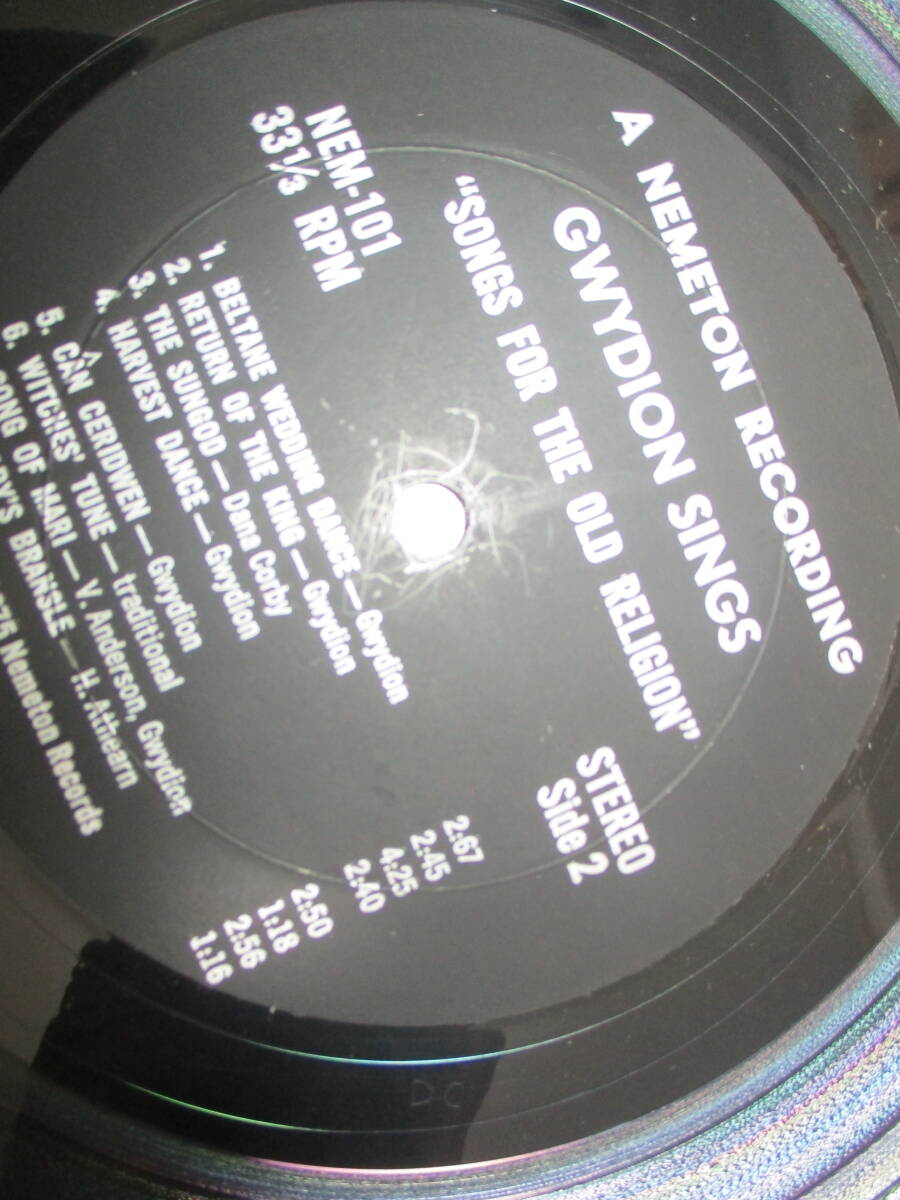 A NEMETON RECORDING
GWYDION SINGS
"SONGS FOR THE OLD RELIGION"
NEM-101
33⅓ RPM
STEREO
Side 2
1. BELTANE WEDDING DANCE — Gwydion 2:67
2. RETURN OF THE KING — Gwydion 2:45
3. THE SUNGOD — Dana Corby 4:25
4. HARVEST DANCE — Gwydion 2:40
5. CÂN CERIDWEN — Gwydion 2:50
6. WITCHES' TUNE — traditional 1:18
SONG OF MARI — V. Anderson, Gwydion 2:56
BRANSLE — H. Athearn 1:16
Nemeton Records
DC